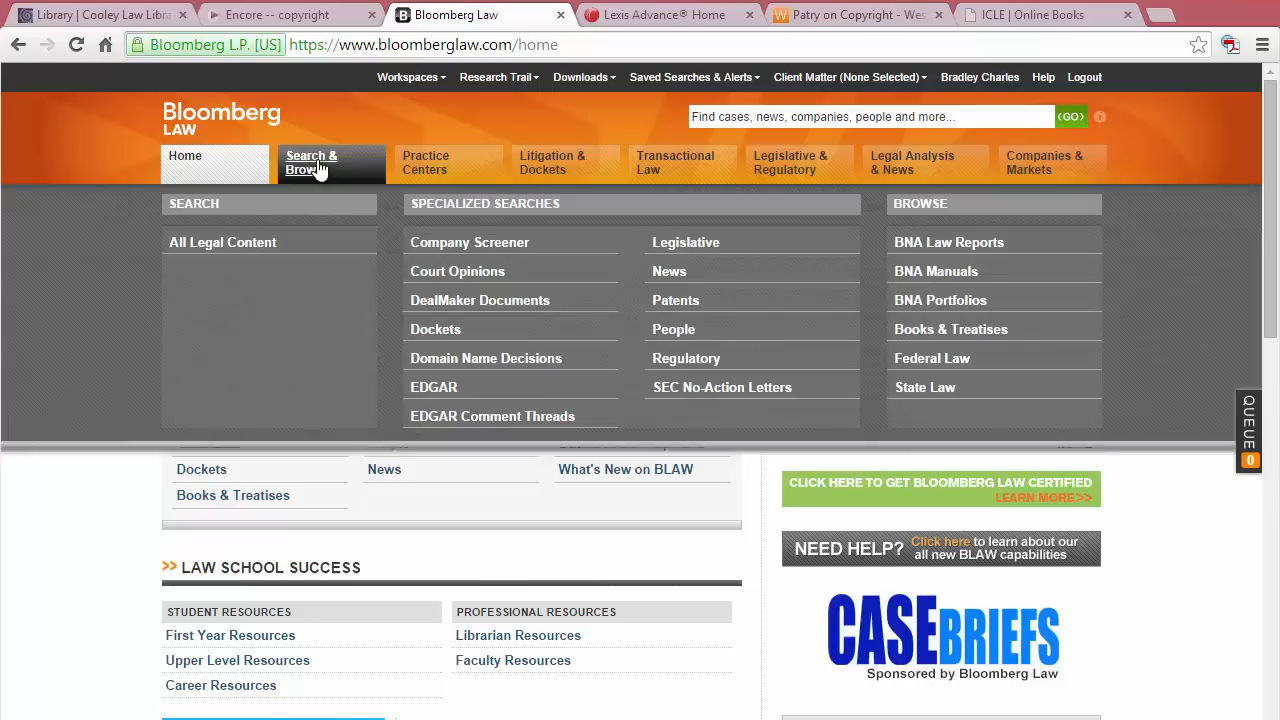 Library | Cooley Law Libra
Encore -- copyright
Bloomberg Law
Lexis Advance® Home
Patry on Copyright - Wes
ICLE | Online Books
Bloomberg L.P. [US]
https://www.bloomberglaw.com/home
Workspaces
Research Trail
Downloads
Saved Searches & Alerts
Client Matter (None Selected)
Bradley Charles
Help
Logout
Bloomberg
LAW
Find cases, news, companies, people and more...
<GO>
Home
Search &
Practice
Centers
Litigation &
Dockets
Transactional
Law
Legislative &
Regulatory
Legal Analysis
& News
Companies &
Markets
SEARCH
All Legal Content
SPECIALIZED SEARCHES
Company Screener
Court Opinions
DealMaker Documents
Dockets
Domain Name Decisions
EDGAR
EDGAR Comment Threads
Legislative
News
Patents
People
Regulatory
SEC No-Action Letters
BROWSE
BNA Law Reports
BNA Manuals
BNA Portfolios
Books & Treatises
Federal Law
State Law
QUEUE
0
Dockets
News
What's New on BLAW
Books & Treatises
CLICK HERE TO GET BLOOMBERG LAW CERTIFIED
LEARN MORE >>
NEED HELP?
Click here to learn about our
all new BLAW capabilities
>> LAW SCHOOL SUCCESS
STUDENT RESOURCES
First Year Resources
Upper Level Resources
Career Resources
PROFESSIONAL RESOURCES
Librarian Resources
Faculty Resources
CASEBRIEFS
Sponsored by Bloomberg Law